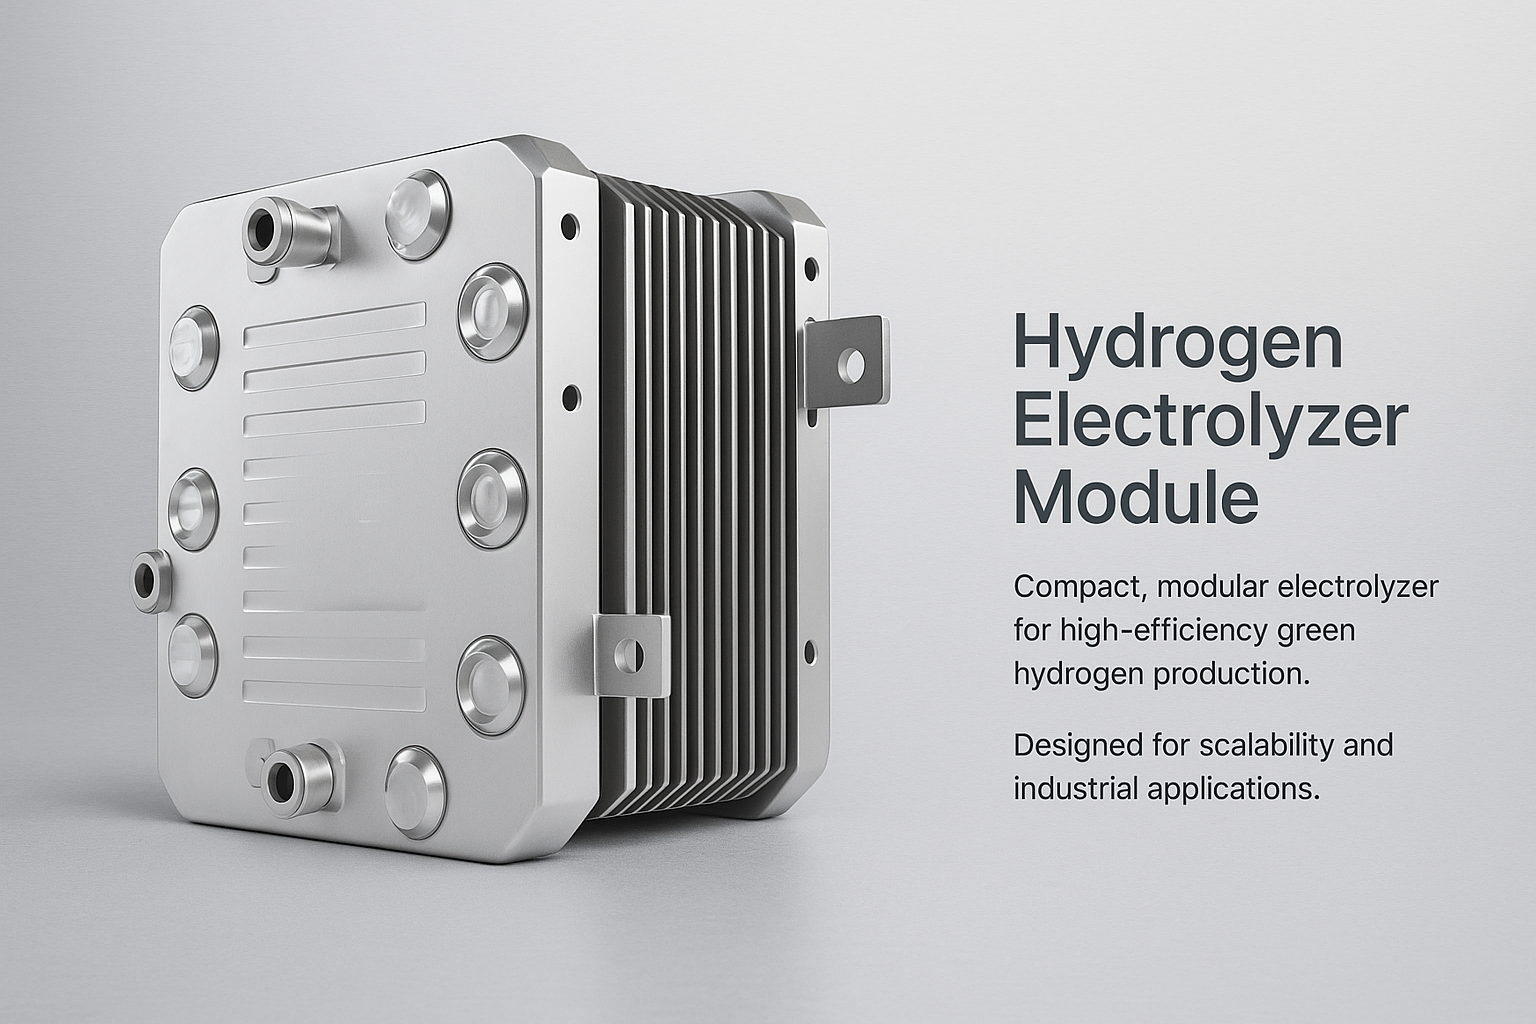 Hydrogen
Electrolyzer
Module
Compact, modular electrolyzer
for high-efficiency green
hydrogen production.
Designed for scalability and
industrial applications.